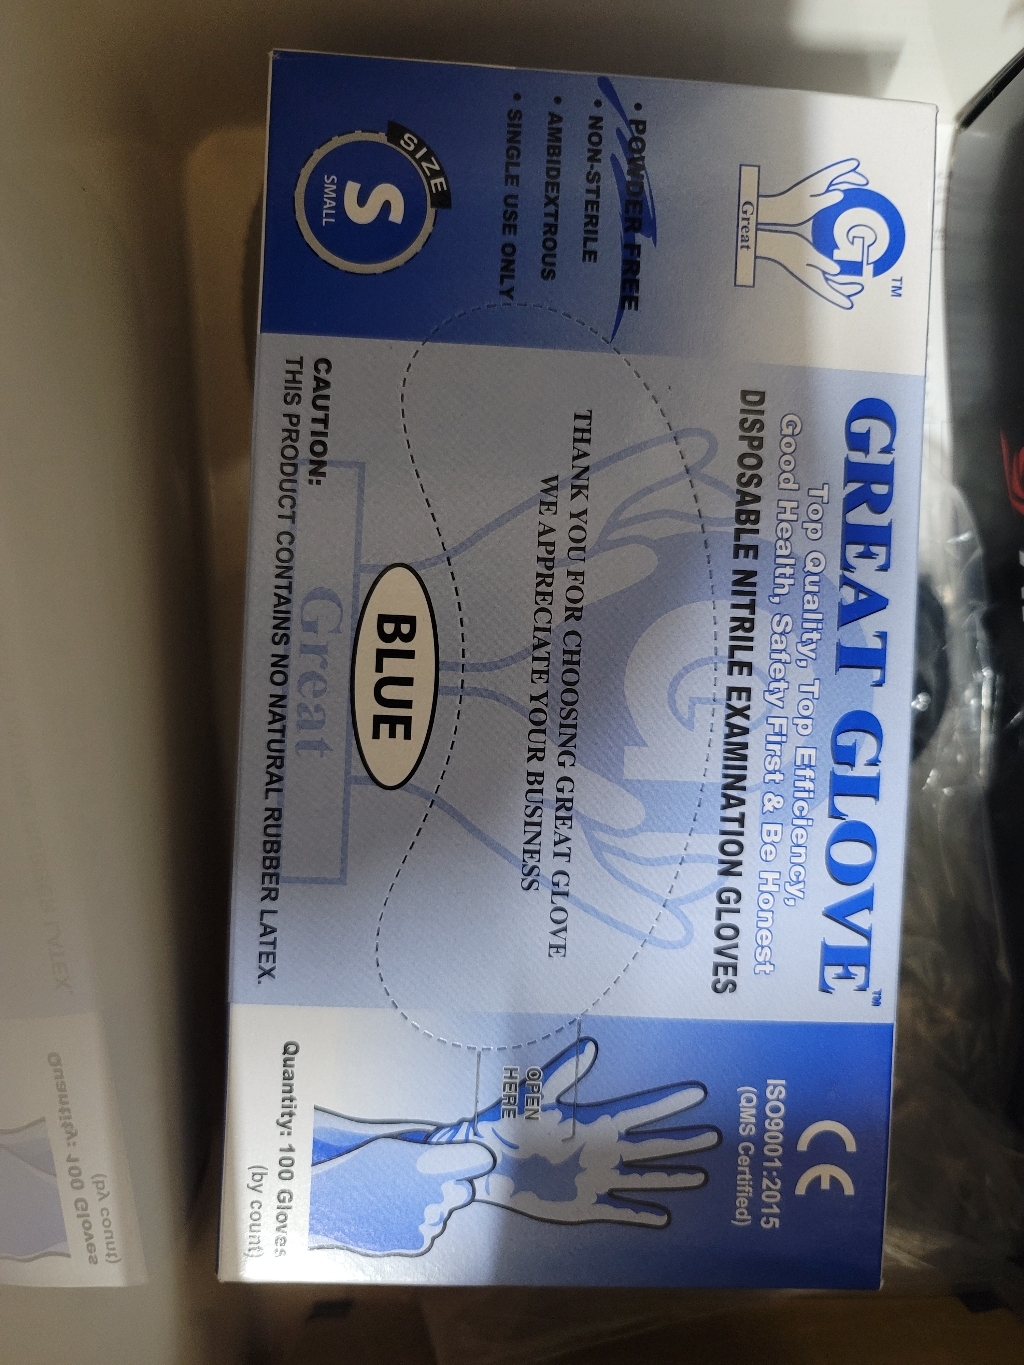 G
TM
Great
GREAT GLOVE™
Top Quality, Top Efficiency,
Good Health, Safety First & Be Honest
DISPOSABLE NITRILE EXAMINATION GLOVES
CE
ISO9001:2015
(QMS Certified)
• POWDER FREE
• NON-STERILE
• AMBIDEXTROUS
• SINGLE USE ONLY
THANK YOU FOR CHOOSING GREAT GLOVE
WE APPRECIATE YOUR BUSINESS
OPEN
HERE
SIZE
S
SMALL
BLUE
G
Great
CAUTION:
THIS PRODUCT CONTAINS NO NATURAL RUBBER LATEX.
Quantity: 100 Gloves
(by count)
Quantity: 100 Gloves
(by count)